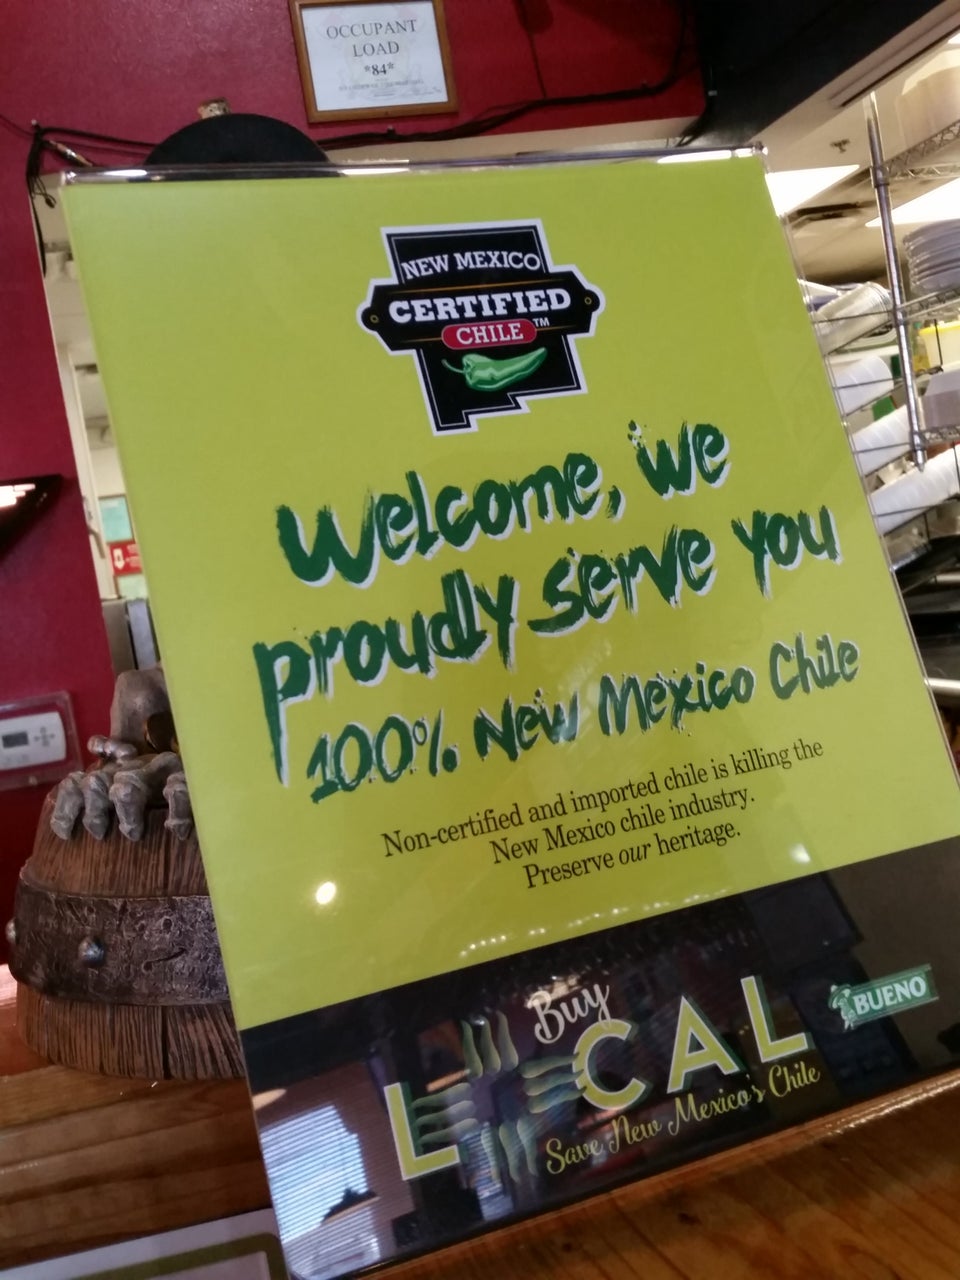 OCCUPANT
LOAD
*84*
NEW MEXICO
CERTIFIED
CHILE TM
Welcome, we
proudly serve you
100% New Mexico Chile
Non-certified and imported chile is killing the
New Mexico chile industry.
Preserve our heritage.
Buy
LOCAL
BUENO
Save New Mexico's Chile